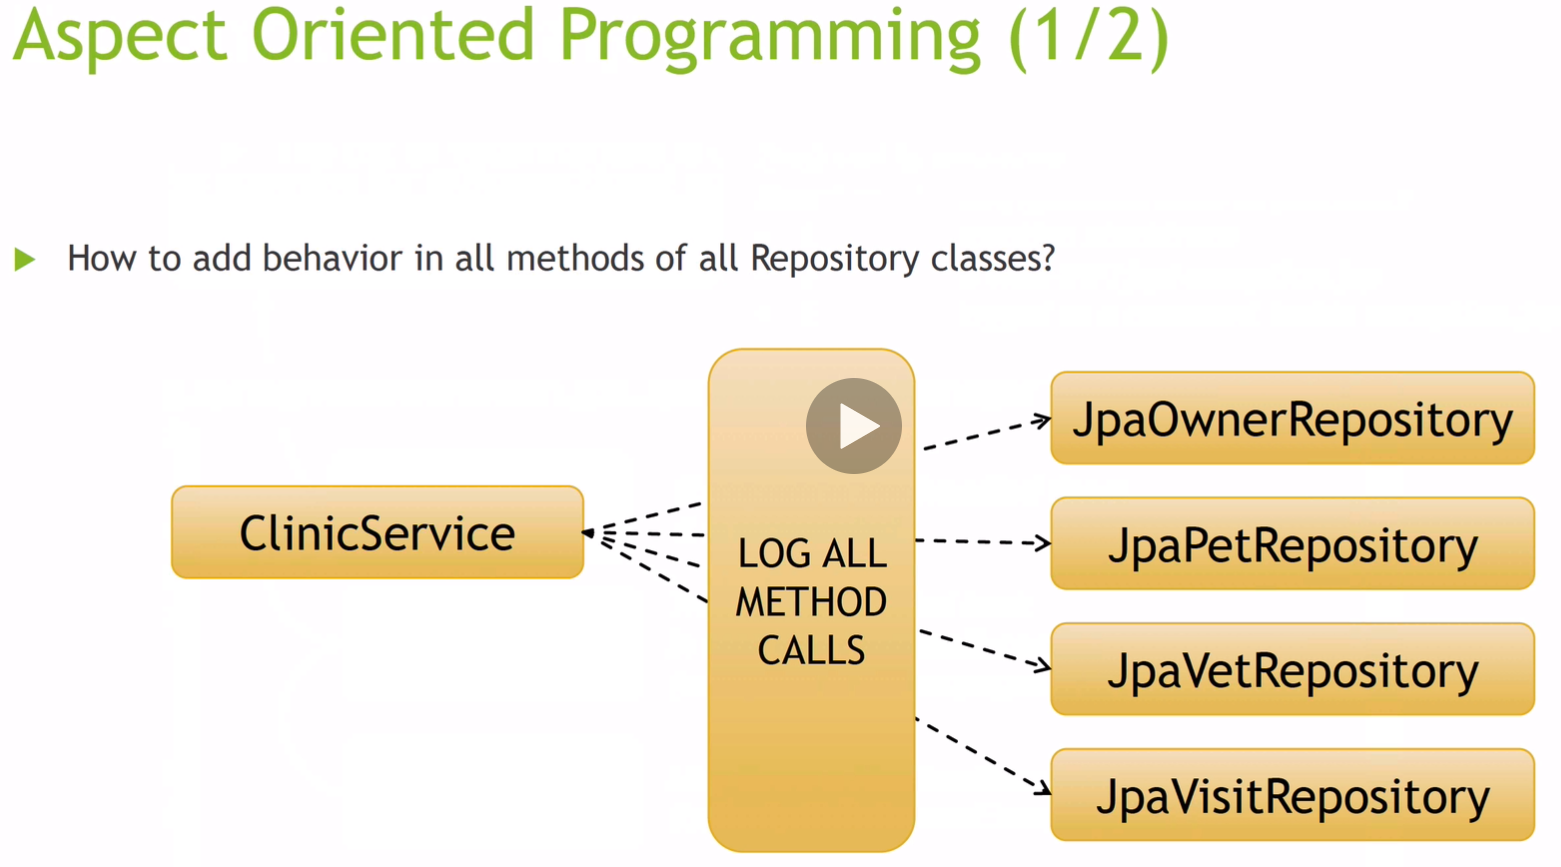 Aspect Oriented Programming (1/2)
How to add behavior in all methods of all Repository classes?
ClinicService
LOG ALL
METHOD
CALLS
JpaOwnerRepository
JpaPetRepository
JpaVetRepository
JpaVisitRepository